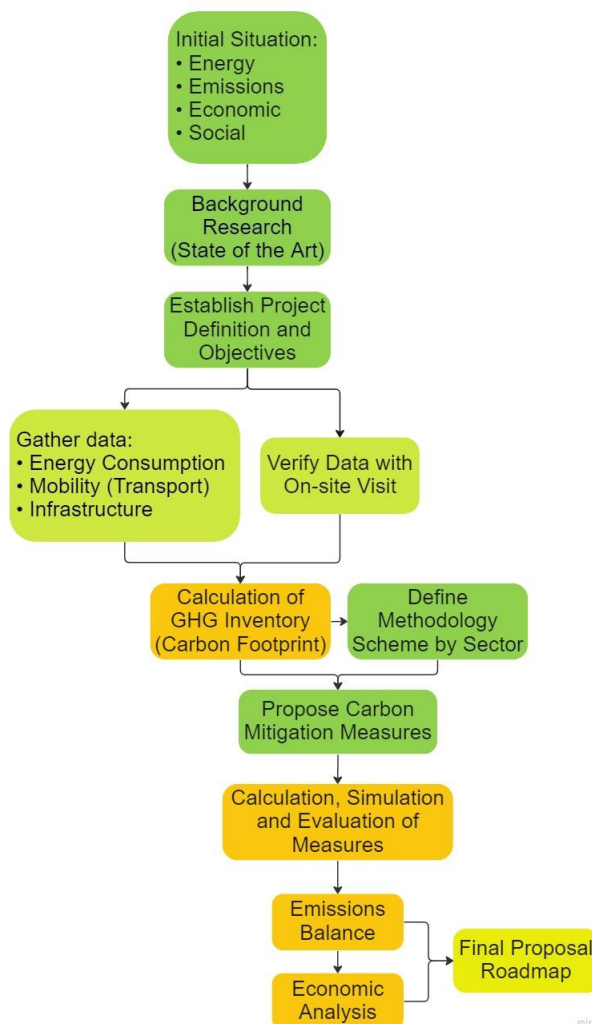 Initial Situation:
• Energy
• Emissions
• Economic
• Social
Background
Research
(State of the Art)
Establish Project
Definition and
Objectives
Gather data:
• Energy Consumption
• Mobility (Transport)
• Infrastructure
Verify Data with
On-site Visit
Calculation of
GHG Inventory
(Carbon Footprint)
Define
Methodology
Scheme by Sector
Propose Carbon
Mitigation Measures
Calculation, Simulation
and Evaluation of
Measures
Emissions
Balance
Economic
Analysis
Final Proposal
Roadmap